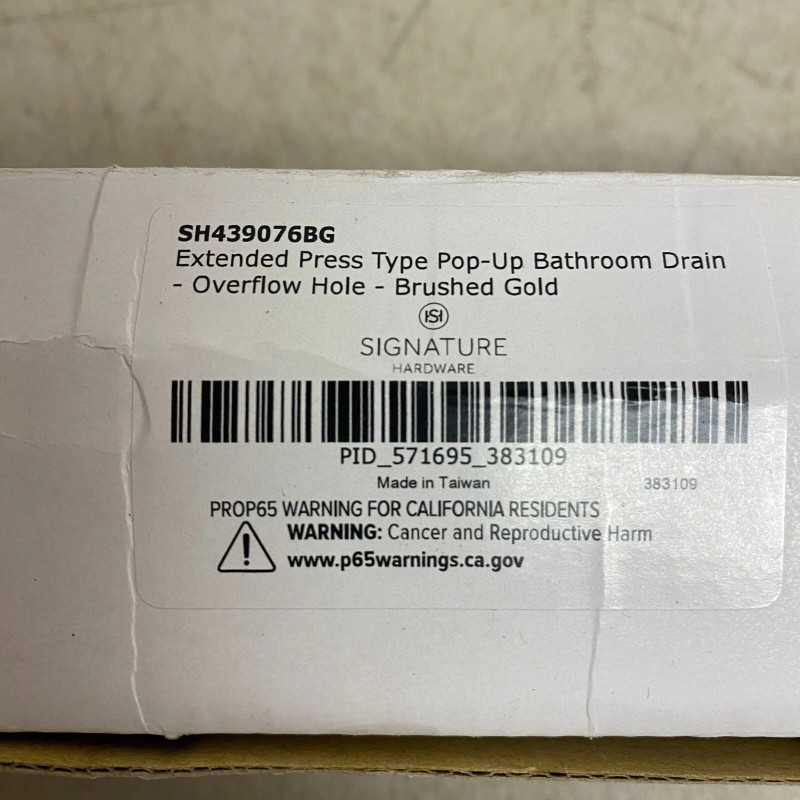 SH439076BG
Extended Press Type Pop-Up Bathroom Drain
- Overflow Hole - Brushed Gold
SIGNATURE
HARDWARE
PID_571695_383109
Made in Taiwan 383109
PROP65 WARNING FOR CALIFORNIA RESIDENTS
WARNING: Cancer and Reproductive Harm
www.p65warnings.ca.gov